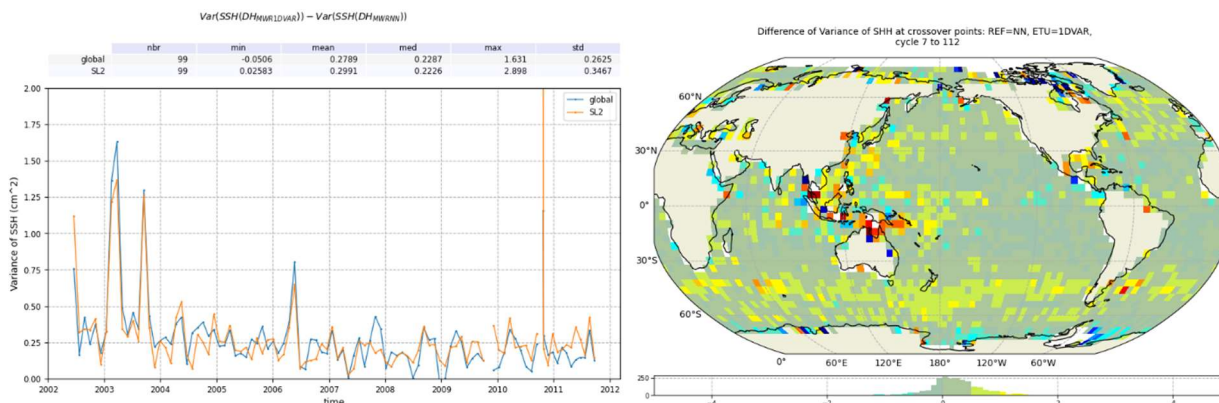 Var(SSH(DH_MWR1DVAR)) − Var(SSH(DH_MWRNN))
nbr min mean med max std
global 99 -0.0506 0.2789 0.2287 1.631 0.2625
SL2 99 0.02583 0.2991 0.2226 2.898 0.3467
2.00
1.75
1.50
1.25
1.00
0.75
0.50
0.25
0.00
Variance of SSH (cm^2)
global
SL2
2002 2003 2004 2005 2006 2007 2008 2009 2010 2011 2012
time
Difference of Variance of SHH at crossover points: REF=NN, ETU=1DVAR,
cycle 7 to 112
60°N
30°N
0°
30°S
60°S
0° 60°E 120°E 180° 120°W 60°W
250
0